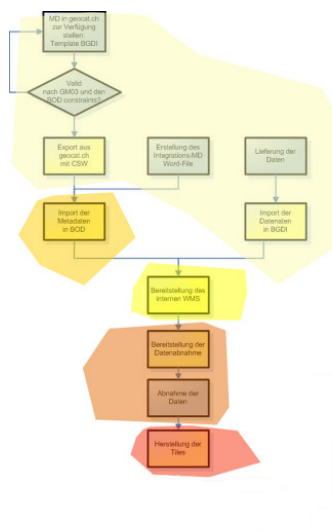 MD in geocat.ch
zur Verfügung
stellen:
Template BGDI
Valid
nach GM03 und den
BOD constraints?
Export aus
geocat.ch
mit CSW
Erstellung des
Integrations-MD
Word-File
Lieferung der
Daten
Import der
Metadaten
in BOD
Import der
Datenaten
in BGDI
Bereitstellung des
internen WMS
Bereitstellung der
Datenabnahme
Abnahme der
Daten
Herstellung der
Tiles